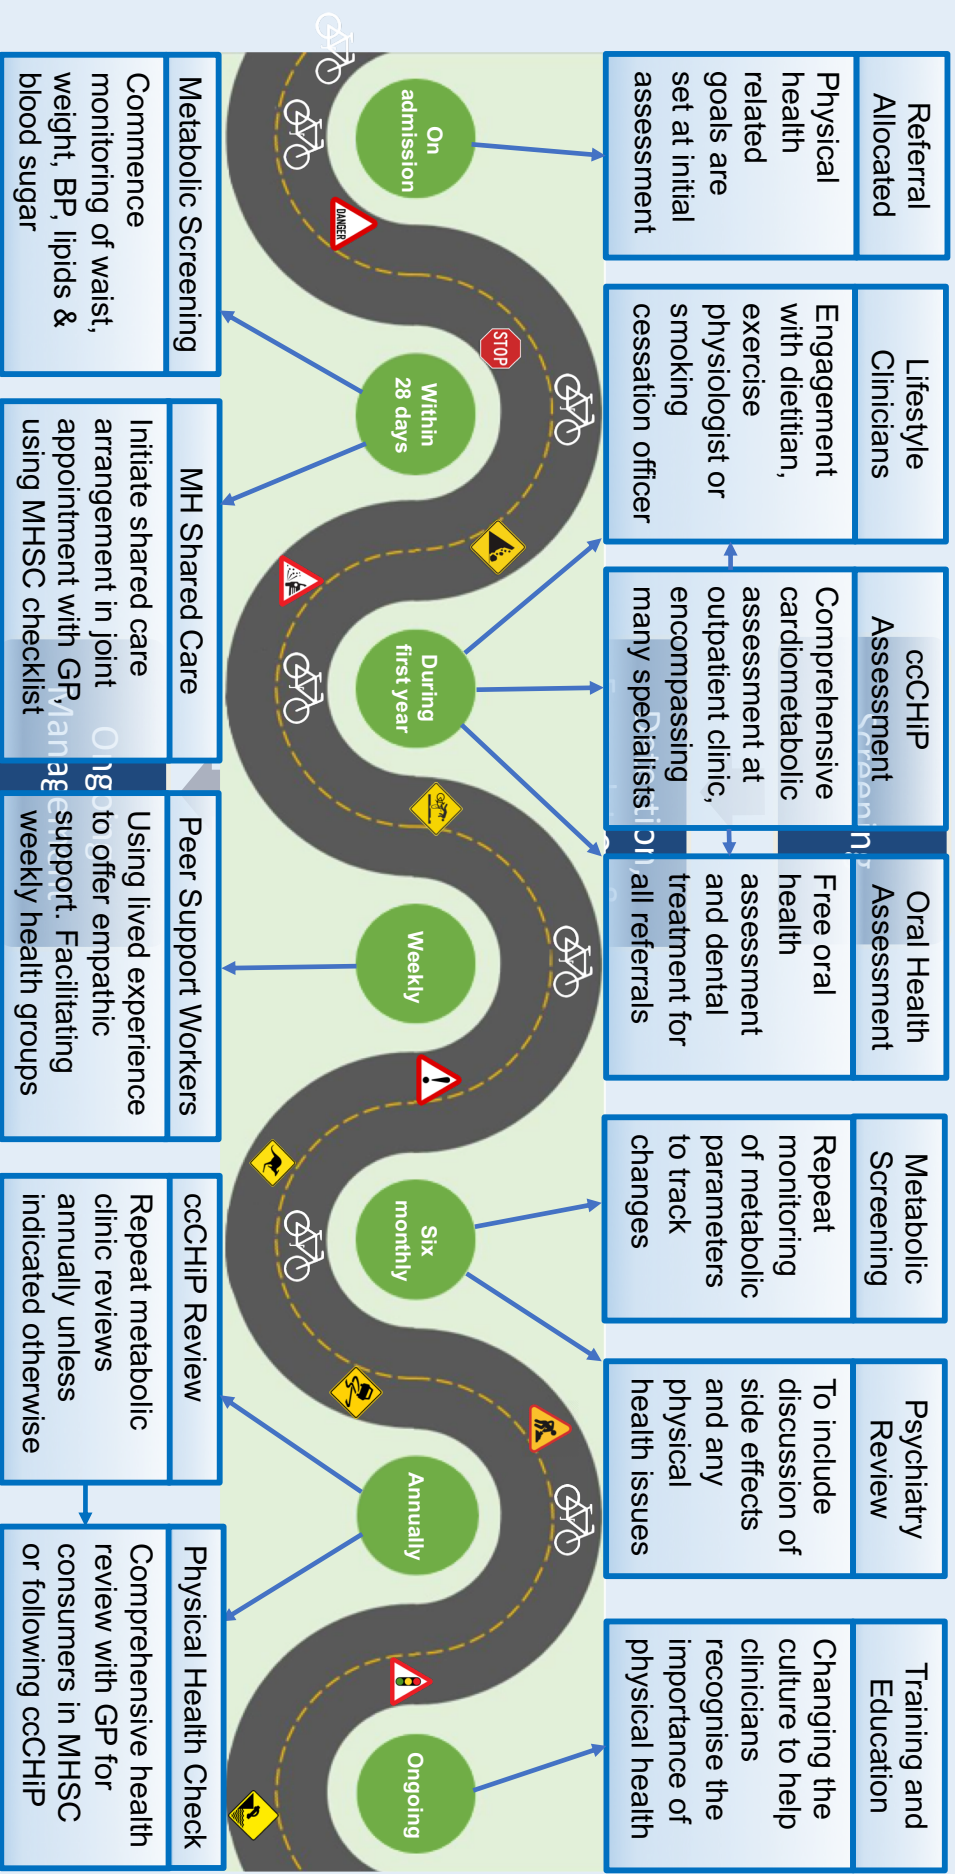 Referral
Allocated
Physical
health
related
goals are
set at initial
assessment
Lifestyle
Clinicians
Engagement
with dietitian,
exercise
physiologist or
smoking
cessation officer
ccCHiP
Assessment
Comprehensive
cardiometabolic
assessment at
outpatient clinic,
encompassing
many specialists
Oral Health
Assessment
Free oral
health
assessment
and dental
treatment for
all referrals
Metabolic
Screening
Repeat
monitoring
of metabolic
parameters
to track
changes
Psychiatry
Review
To include
discussion of
side effects
and any
physical
health issues
Training and
Education
Changing the
culture to help
clinicians
recognise the
importance of
physical health
Screening
On
admission
DANGER
STOP
Within
28 days
During
first year
Weekly
Six
monthly
Annually
Ongoing
Metabolic Screening
Commence
monitoring of waist,
weight, BP, lipids &
blood sugar
MH Shared Care
Initiate shared care
arrangement in joint
appointment with GP,
using MHSC checklist
Ongoing
Management
Peer Support Workers
Using lived experience
to offer empathic
support. Facilitating
weekly health groups
ccCHiP Review
Repeat metabolic
clinic reviews
annually unless
indicated otherwise
Physical Health Check
Comprehensive health
review with GP for
consumers in MHSC
or following ccCHiP